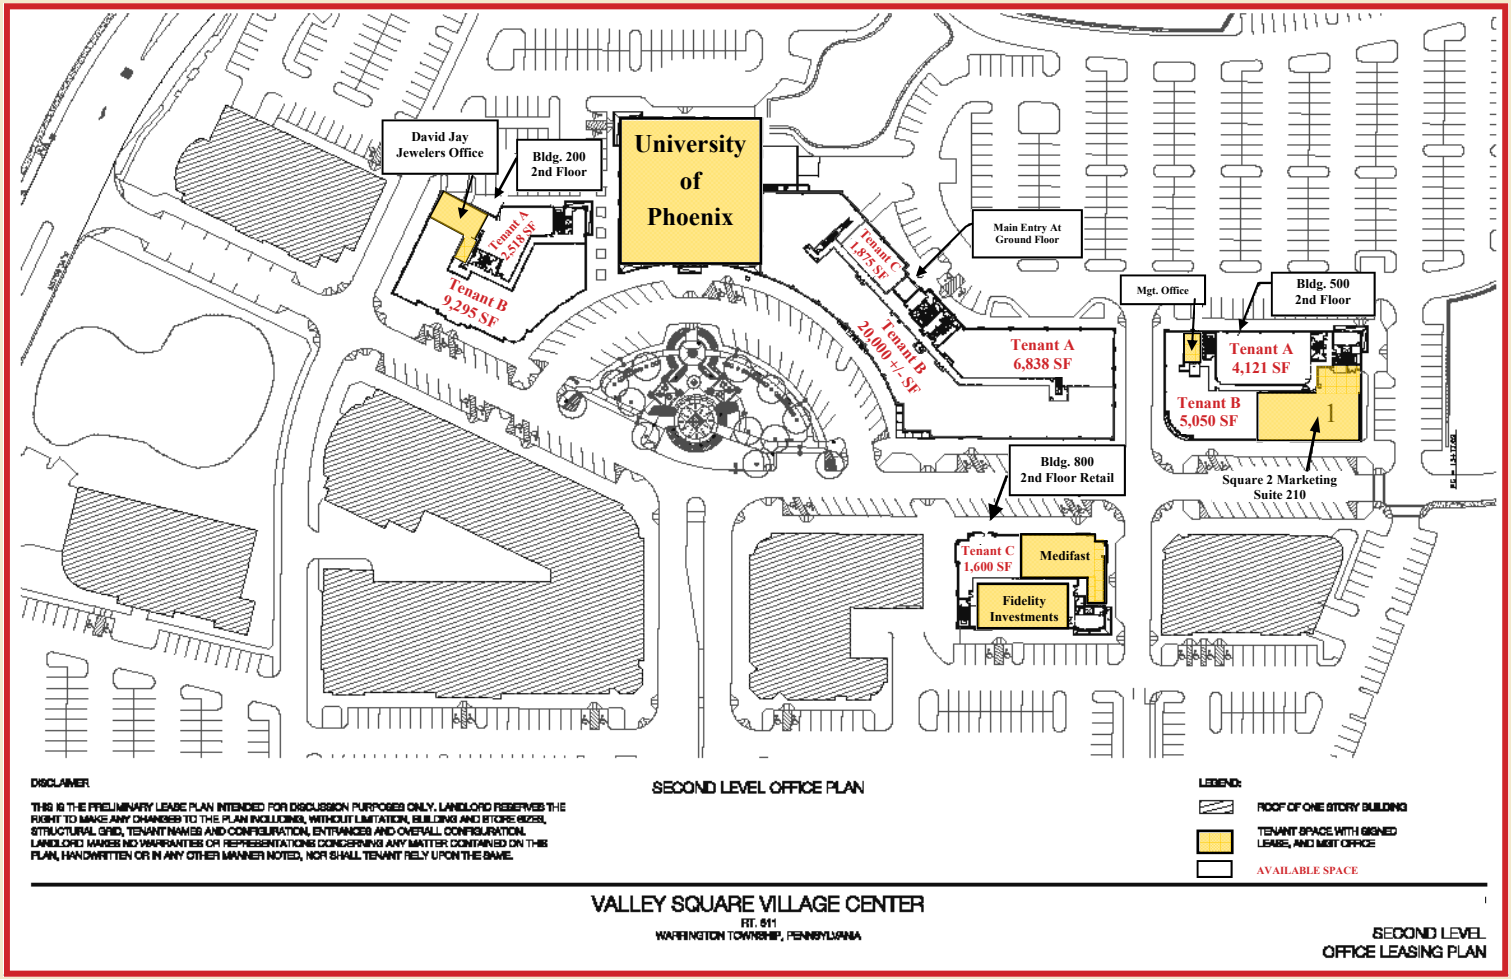 University
of
Phoenix
David Jay
Jewelers Office
Bldg. 200
2nd Floor
Tenant A
2,518 SF
Tenant B
9,295 SF
Tenant C
1,875 SF
Main Entry At
Ground Floor
Tenant B
20,000 +/- SF
Tenant A
6,838 SF
Mgt. Office
Bldg. 500
2nd Floor
Tenant A
4,121 SF
Tenant B
5,050 SF
1
Square 2 Marketing
Suite 210
Bldg. 800
2nd Floor Retail
Tenant C
1,600 SF
Medifast
Fidelity
Investments
DISCLAIMER
THIS IS THE PRELIMINARY LEASE PLAN INTENDED FOR DISCUSSION PURPOSES ONLY. LANDLORD RESERVES THE
RIGHT TO MAKE ANY CHANGES TO THE PLAN INCLUDING, WITHOUT LIMITATION, BUILDING AND STORE SIZES,
STRUCTURAL GRID, TENANT NAMES AND CONFIGURATION, ENTRANCES AND OVERALL CONFIGURATION.
LANDLORD MAKES NO WARRANTIES OR REPRESENTATIONS CONCERNING ANY MATTER CONTAINED ON THIS
PLAN, HANDWRITTEN OR IN ANY OTHER MANNER NOTED, NOR SHALL TENANT RELY UPON THE SAME.
SECOND LEVEL OFFICE PLAN
LEGEND:
ROOF OF ONE STORY BUILDING
TENANT SPACE WITH SIGNED
LEASE, AND MGT OFFICE
AVAILABLE SPACE
VALLEY SQUARE VILLAGE CENTER
RT. 611
WARRINGTON TOWNSHIP, PENNSYLVANIA
SECOND LEVEL
OFFICE LEASING PLAN